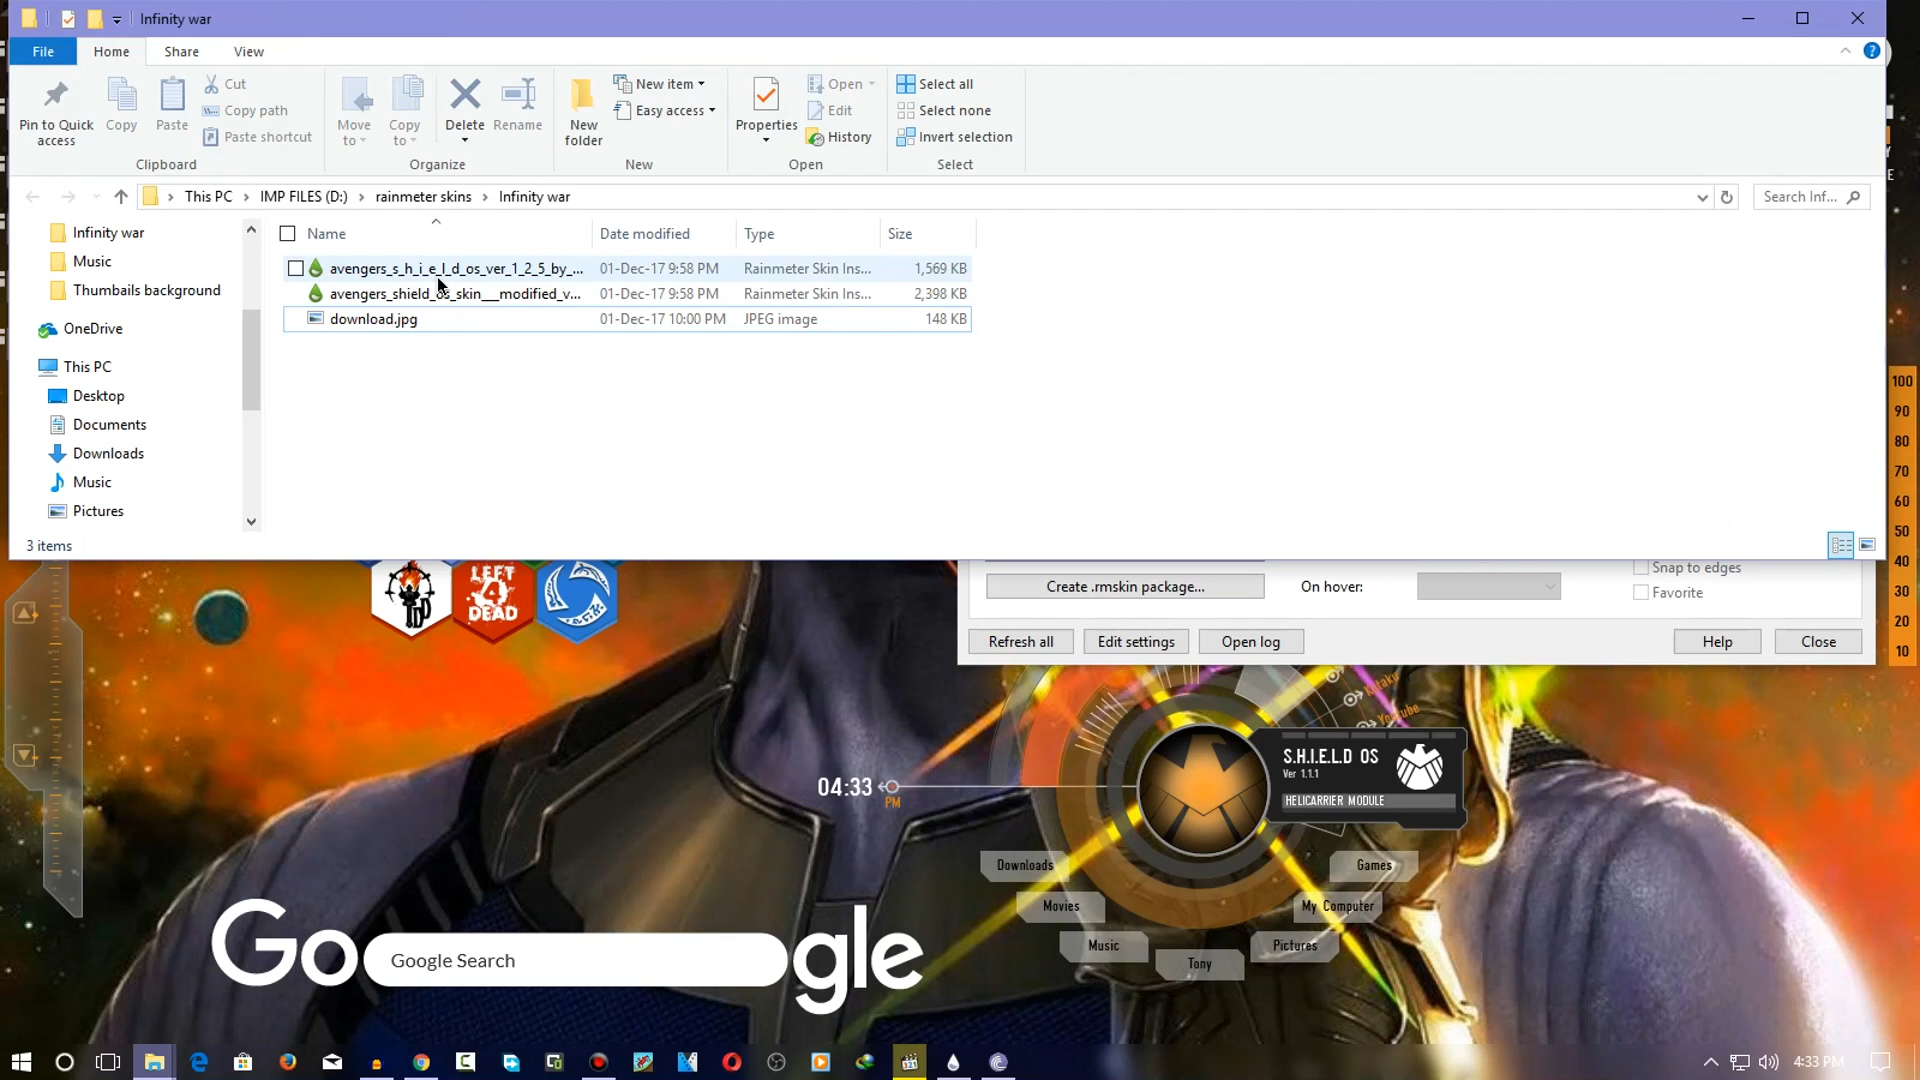 Infinity war
File Home Share View
Pin to Quick access
Copy
Paste
Cut
Copy path
Paste shortcut
Clipboard
Move to
Copy to
Delete
Rename
Organize
New folder
New item
Easy access
New
Properties
Open
Edit
History
Open
Select all
Select none
Invert selection
Select
This PC > IMP FILES (D:) > rainmeter skins > Infinity war
Search Inf...
Infinity war
Music
Thumbails background
OneDrive
This PC
Desktop
Documents
Downloads
Music
Pictures
Name Date modified Type Size
avengers_s_h_i_e_l_d_os_ver_1_2_5_by_... 01-Dec-17 9:58 PM Rainmeter Skin Ins... 1,569 KB
avengers_shield_os_skin___modified_v... 01-Dec-17 9:58 PM Rainmeter Skin Ins... 2,398 KB
download.jpg 01-Dec-17 10:00 PM JPEG image 148 KB
3 items
100
90
80
70
60
50
40
30
20
10
Snap to edges
Create .rmskin package... On hover: Favorite
Refresh all Edit settings Open log Help Close
LEFT
4
DEAD
Kotaku
Youtube
04:33
PM
S.H.I.E.L.D OS
Ver 1.1.1
HELICARRIER MODULE
Downloads
Movies
Music
Tony
Pictures
My Computer
Games
Google
Google Search
321
4:33 PM